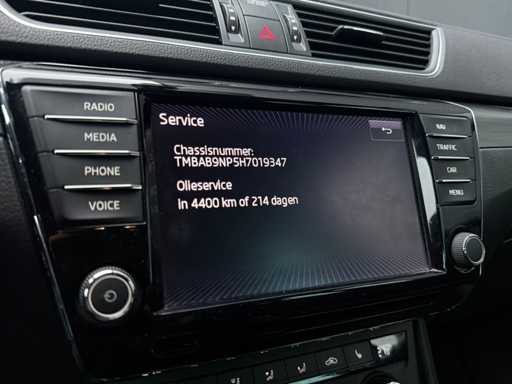 RADIO
MEDIA
PHONE
VOICE
Service
Chassisnummer:
TMBAB9NP5H7019347
Olieservice
in 4400 km of 214 dagen
NAV
TRAFFIC
CAR
MENU